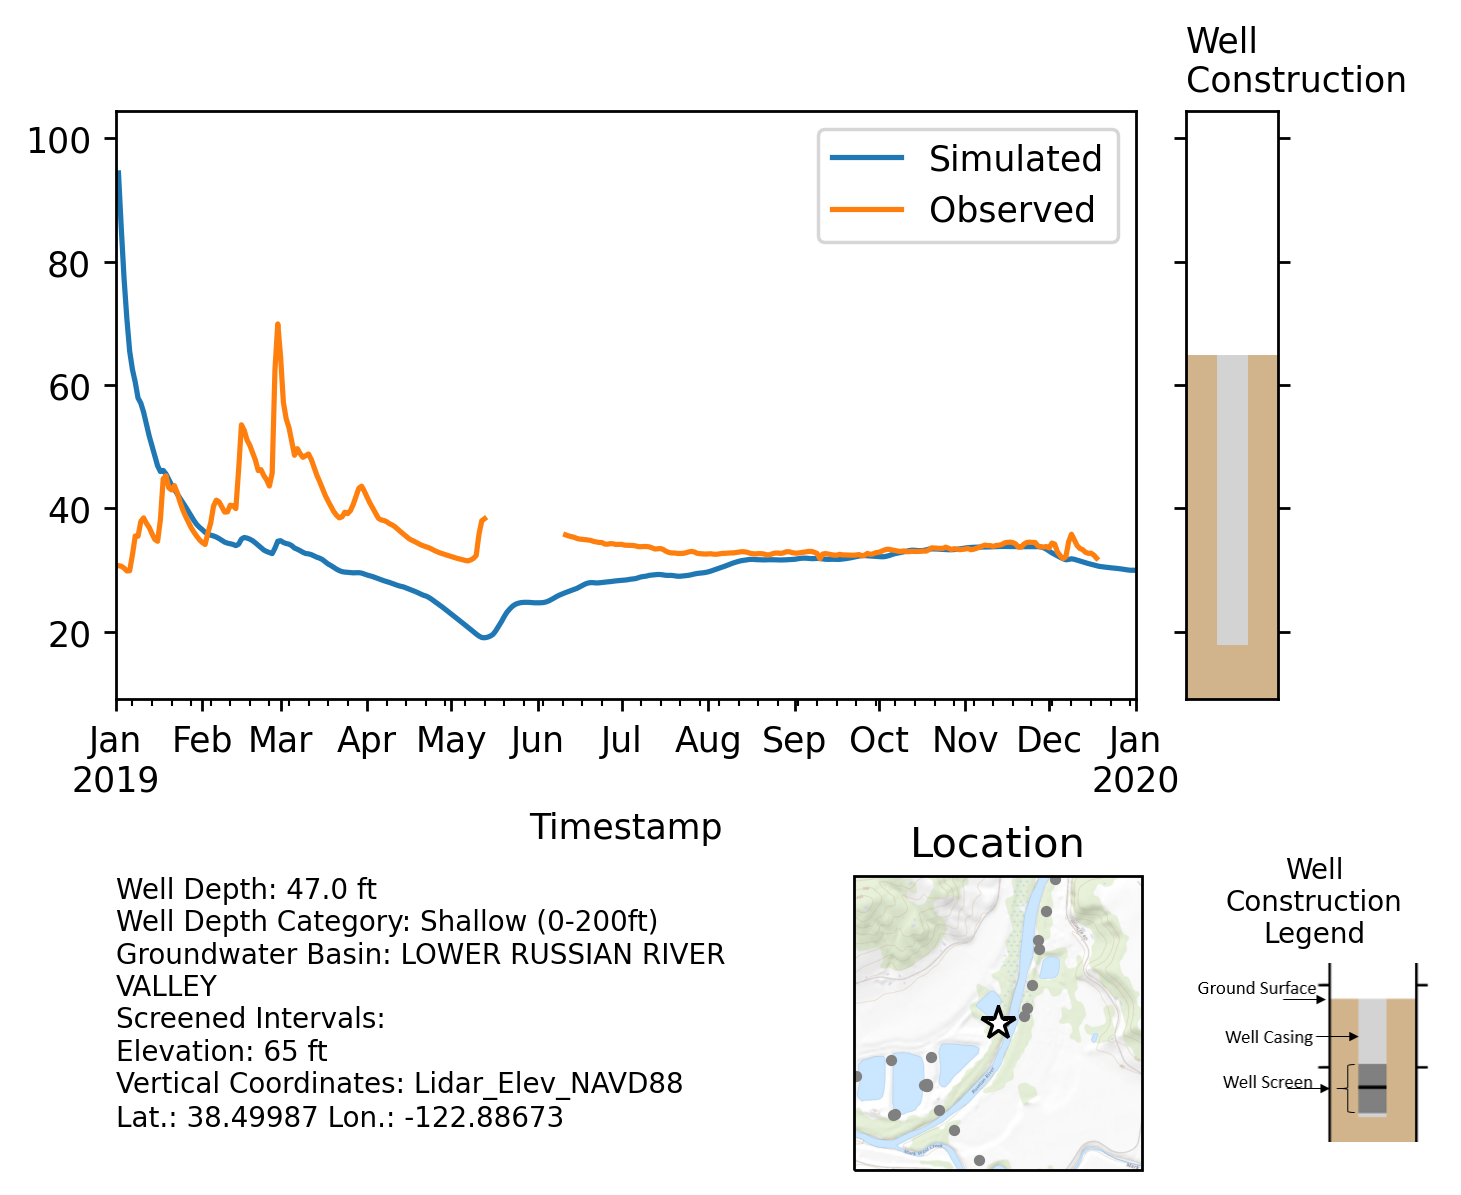 Well
Construction
100
80
60
40
20
Simulated
Observed
Jan
2019
Feb
Mar
Apr
May
Jun
Jul
Aug
Sep
Oct
Nov
Dec
Jan
2020
Timestamp
Well Depth: 47.0 ft
Well Depth Category: Shallow (0-200ft)
Groundwater Basin: LOWER RUSSIAN RIVER
VALLEY
Screened Intervals:
Elevation: 65 ft
Vertical Coordinates: Lidar_Elev_NAVD88
Lat.: 38.49987 Lon.: -122.88673
Location
Well
Construction
Legend
Ground Surface
Well Casing
Well Screen